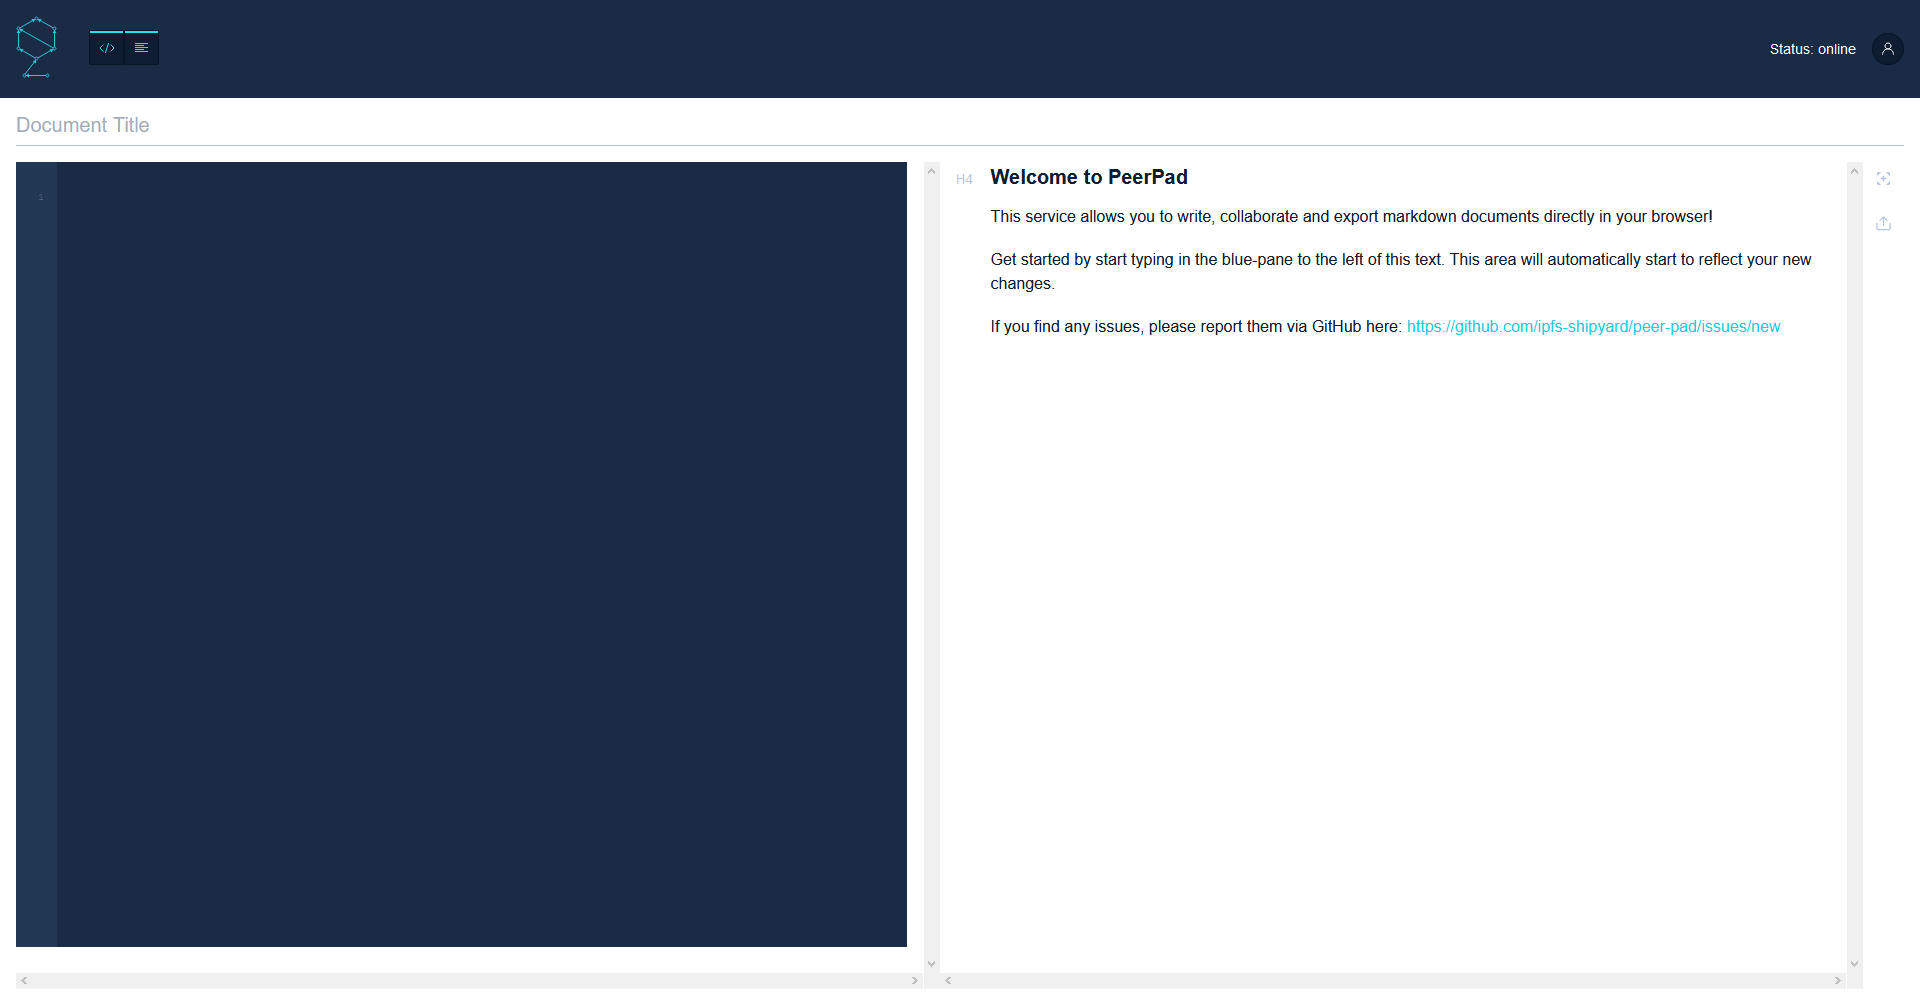 Status: online
Document Title
1
H4 Welcome to PeerPad
This service allows you to write, collaborate and export markdown documents directly in your browser!
Get started by start typing in the blue-pane to the left of this text. This area will automatically start to reflect your new
changes.
If you find any issues, please report them via GitHub here: https://github.com/ipfs-shipyard/peer-pad/issues/new